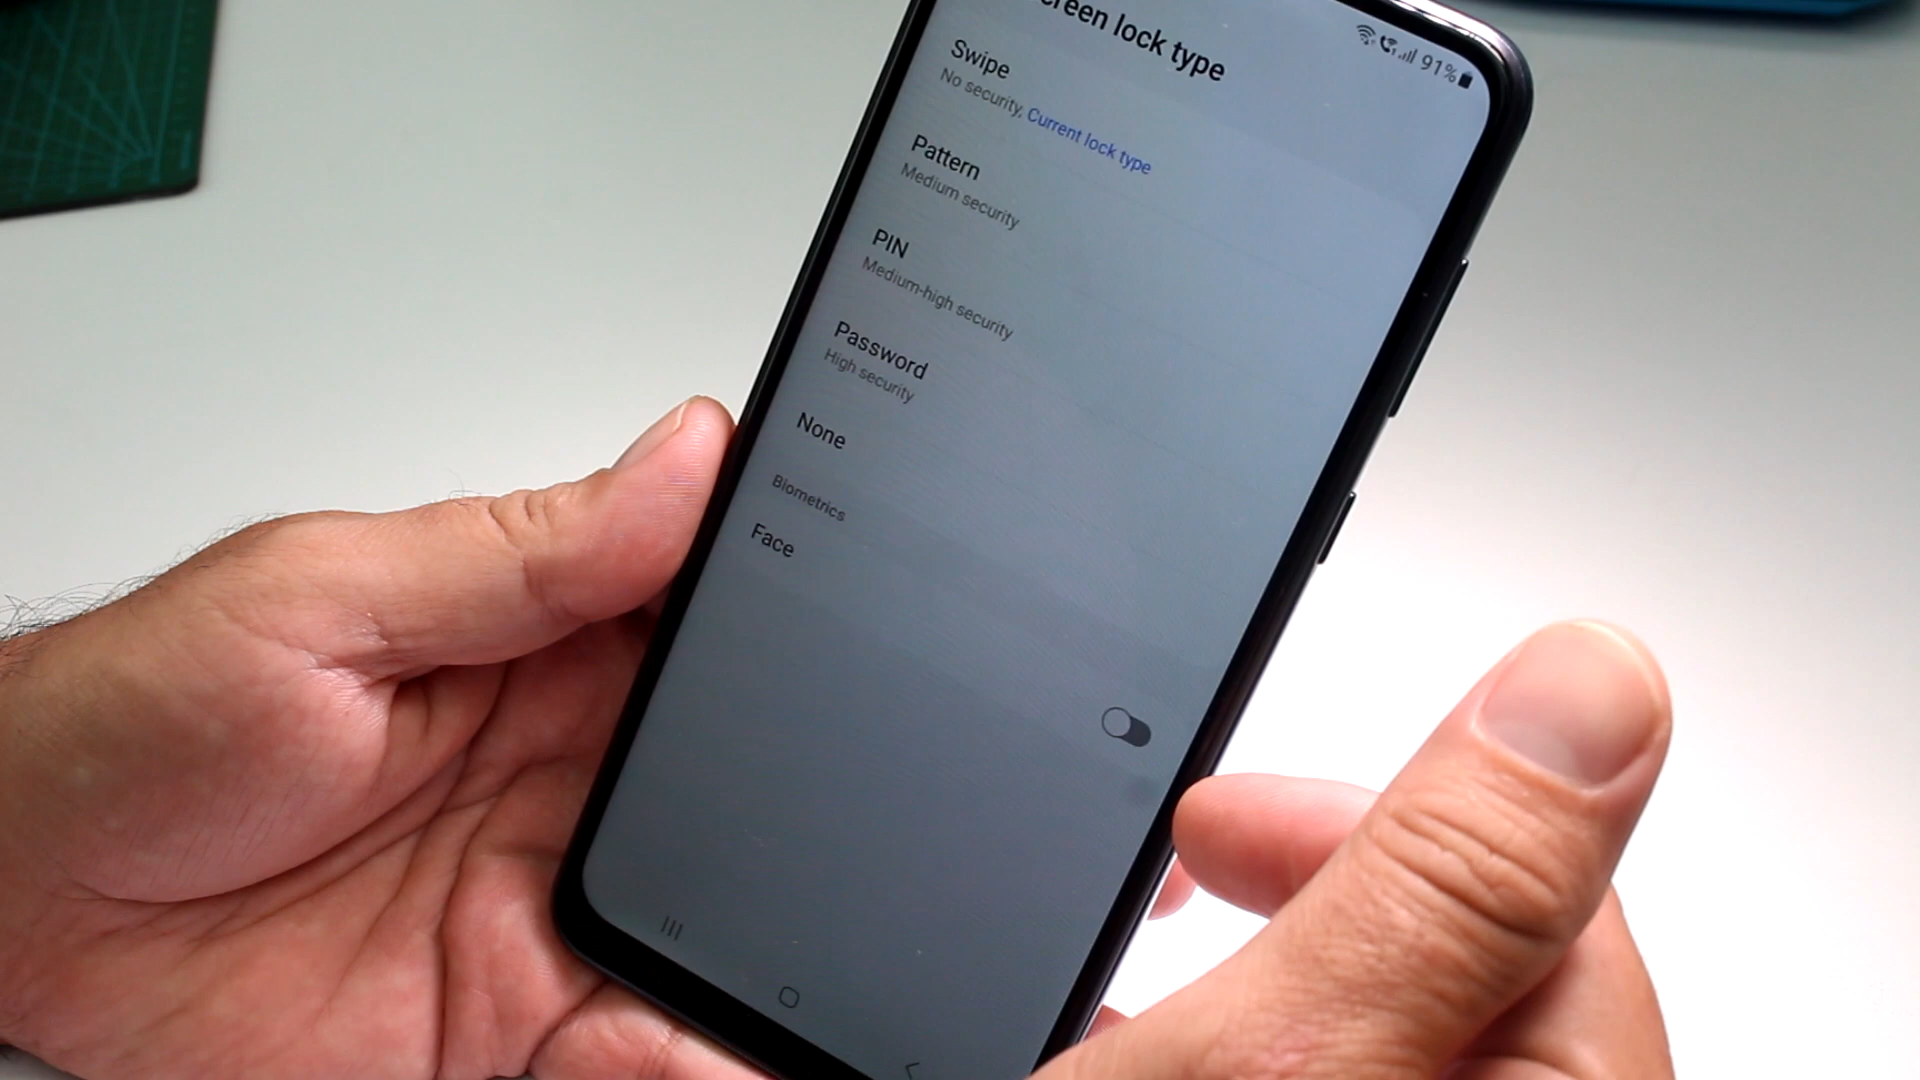 creen lock type
91%
Swipe
No security, Current lock type
Pattern
Medium security
PIN
Medium-high security
Password
High security
None
Biometrics
Face